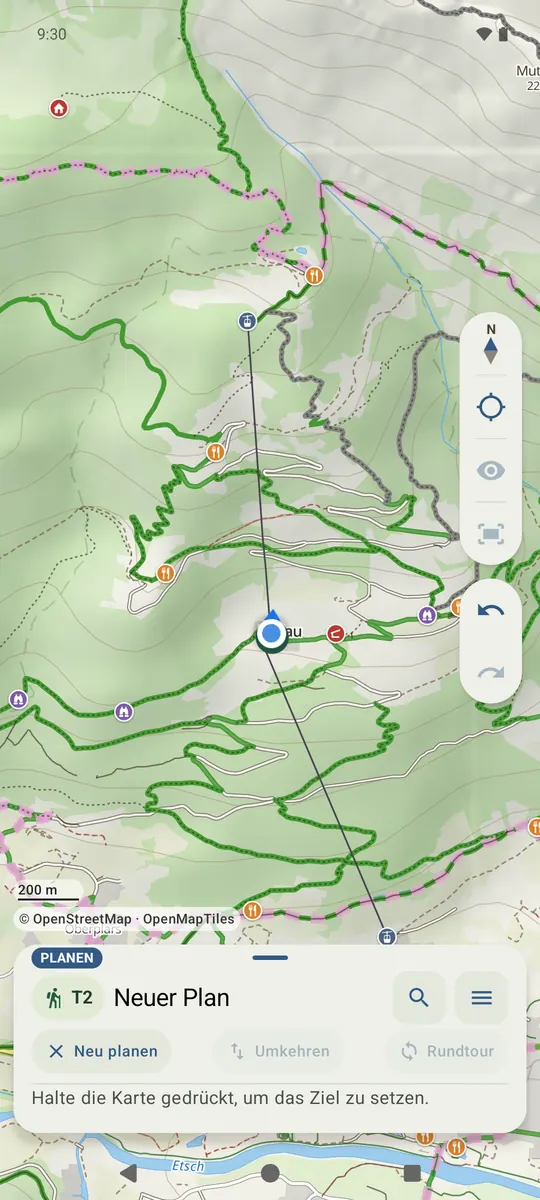 9:30
Mut
22
N
au
200 m
© OpenStreetMap · OpenMapTiles
Oberplars
PLANEN
T2 Neuer Plan
Neu planen Umkehren Rundtour
Halte die Karte gedrückt, um das Ziel zu setzen.
Etsch